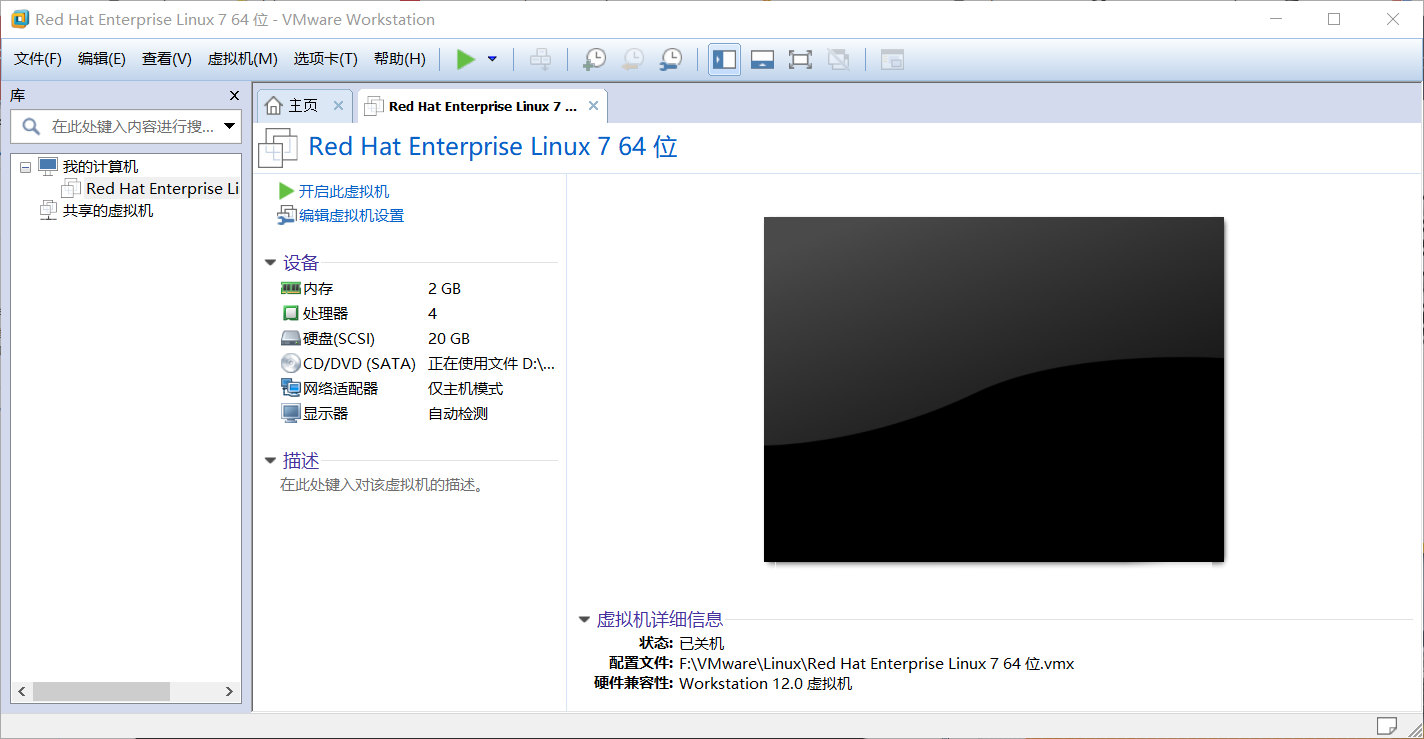 Red Hat Enterprise Linux 7 64 位 - VMware Workstation
文件(F) 编辑(E) 查看(V) 虚拟机(M) 选项卡(T) 帮助(H)
库
在此处键入内容进行搜...
我的计算机
Red Hat Enterprise Li
共享的虚拟机
主页
Red Hat Enterprise Linux 7 ...
Red Hat Enterprise Linux 7 64 位
开启此虚拟机
编辑虚拟机设置
设备
内存 2 GB
处理器 4
硬盘(SCSI) 20 GB
CD/DVD (SATA) 正在使用文件 D:\...
网络适配器 仅主机模式
显示器 自动检测
描述
在此处键入对该虚拟机的描述。
虚拟机详细信息
状态: 已关机
配置文件: F:\VMware\Linux\Red Hat Enterprise Linux 7 64 位.vmx
硬件兼容性: Workstation 12.0 虚拟机